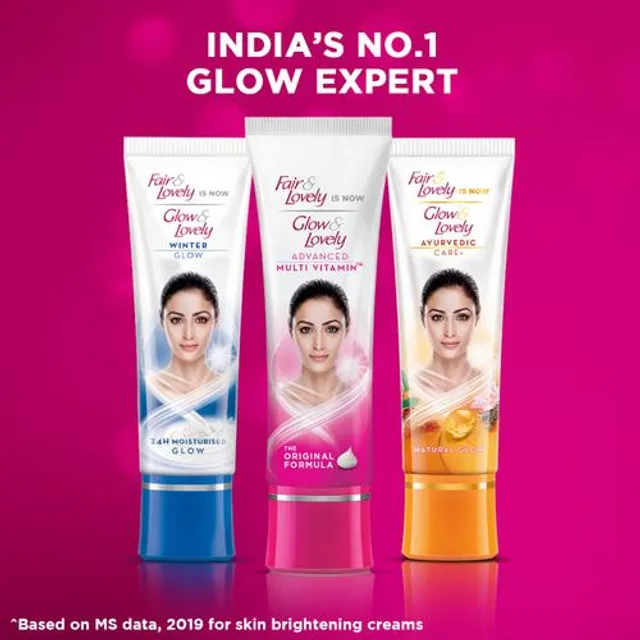 INDIA'S NO.1
GLOW EXPERT
Fair &
Lovely IS NOW
Glow &
Lovely
WINTER
GLOW
24H MOISTURISED
GLOW
Fair &
Lovely IS NOW
Glow &
Lovely
ADVANCED
MULTI VITAMIN™
THE
ORIGINAL
FORMULA
Fair &
Lovely IS NOW
Glow &
Lovely
AYURVEDIC
CARE+
NATURAL GLOW
^Based on MS data, 2019 for skin brightening creams